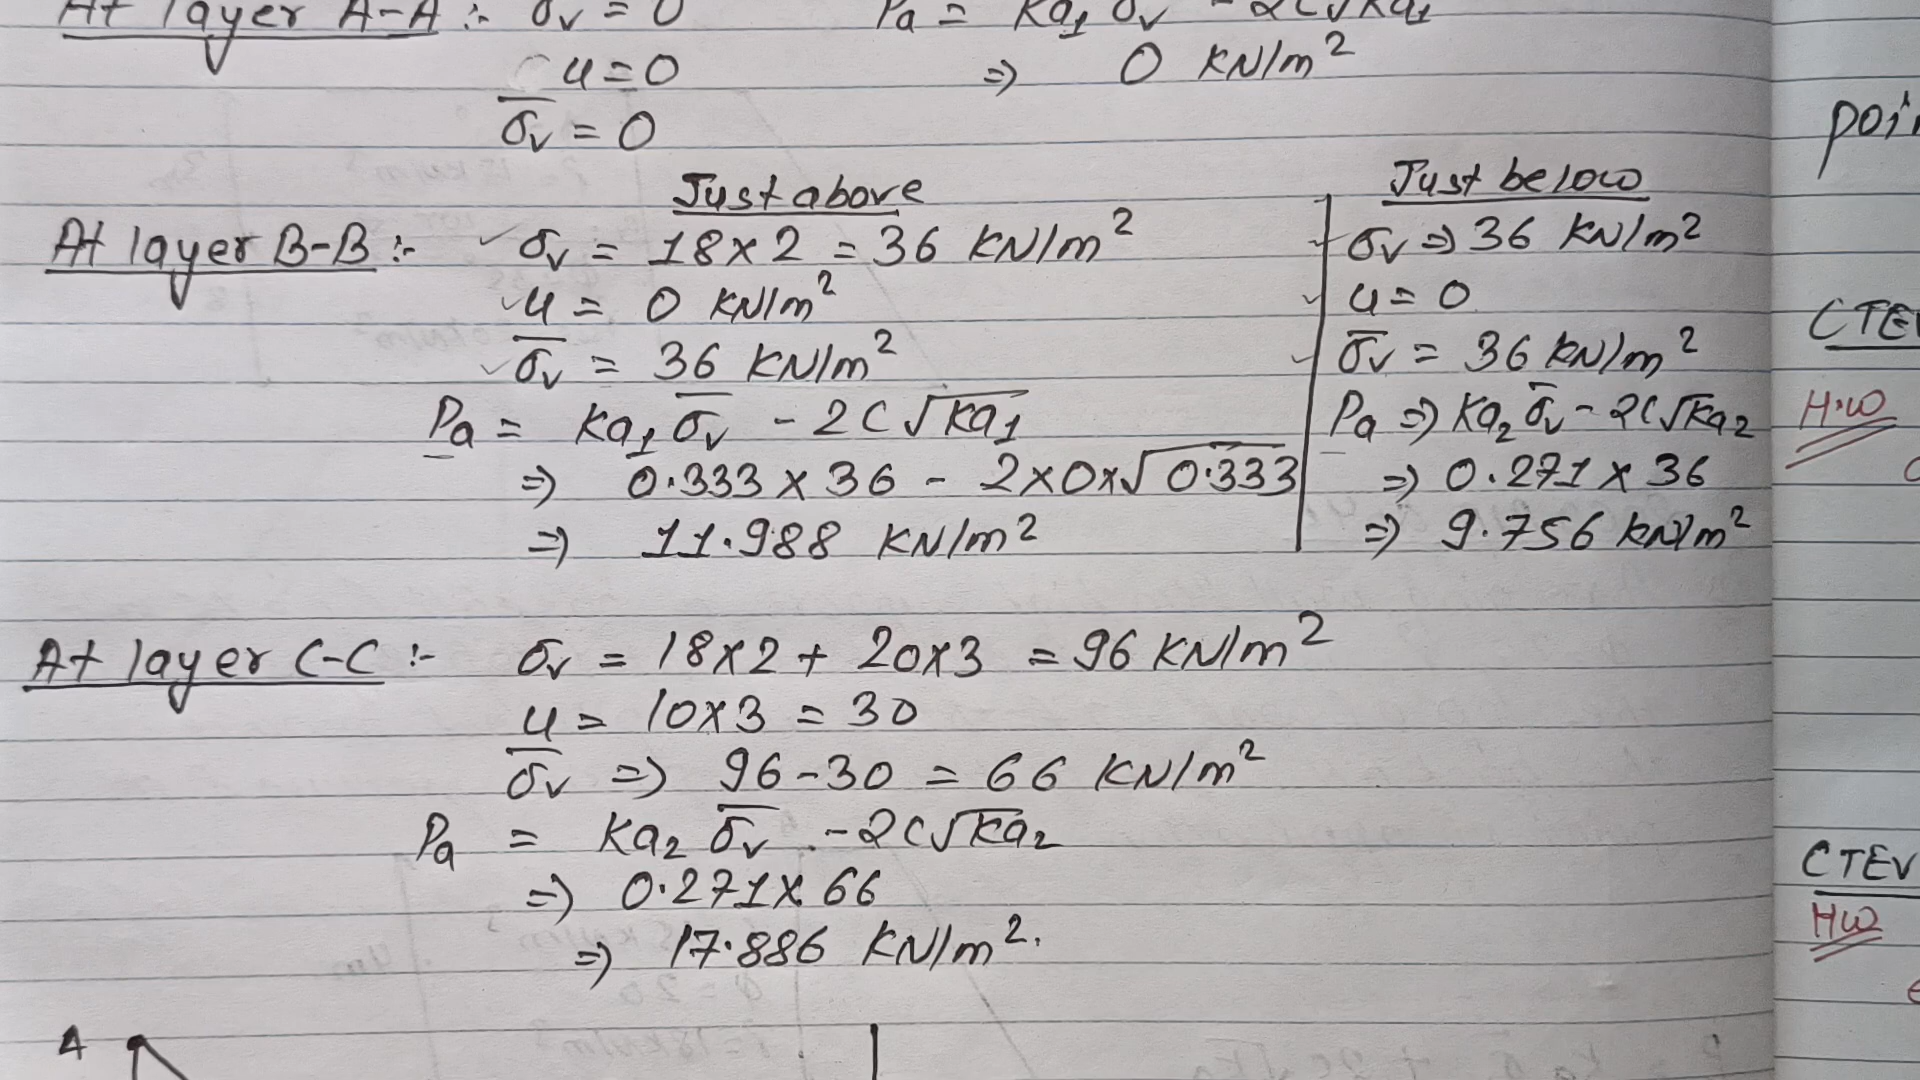 At layer A-A :- σv = 0 Pa = Ka1 σ̅v - 2C√Ka1
u = 0 ⇒ 0 KN/m²
σ̅v = 0
Just above
At layer B-B :- σv = 18×2 = 36 KN/m²
u = 0 KN/m²
σ̅v = 36 KN/m²
Pa = Ka1 σ̅v - 2C√Ka1
⇒ 0.333 × 36 - 2×0×√0.333
⇒ 11.988 KN/m²
Just below
σv ⇒ 36 KN/m²
u = 0
σ̅v = 36 KN/m²
Pa ⇒ Ka2 σ̅v - 2C√Ka2
⇒ 0.271 × 36
⇒ 9.756 KN/m²
At layer C-C :- σv = 18×2 + 20×3 = 96 KN/m²
u = 10×3 = 30
σ̅v ⇒ 96-30 = 66 KN/m²
Pa = Ka2 σ̅v - 2C√Ka2
⇒ 0.271 × 66
⇒ 17.886 KN/m².
A
H.W
CTEV
HW